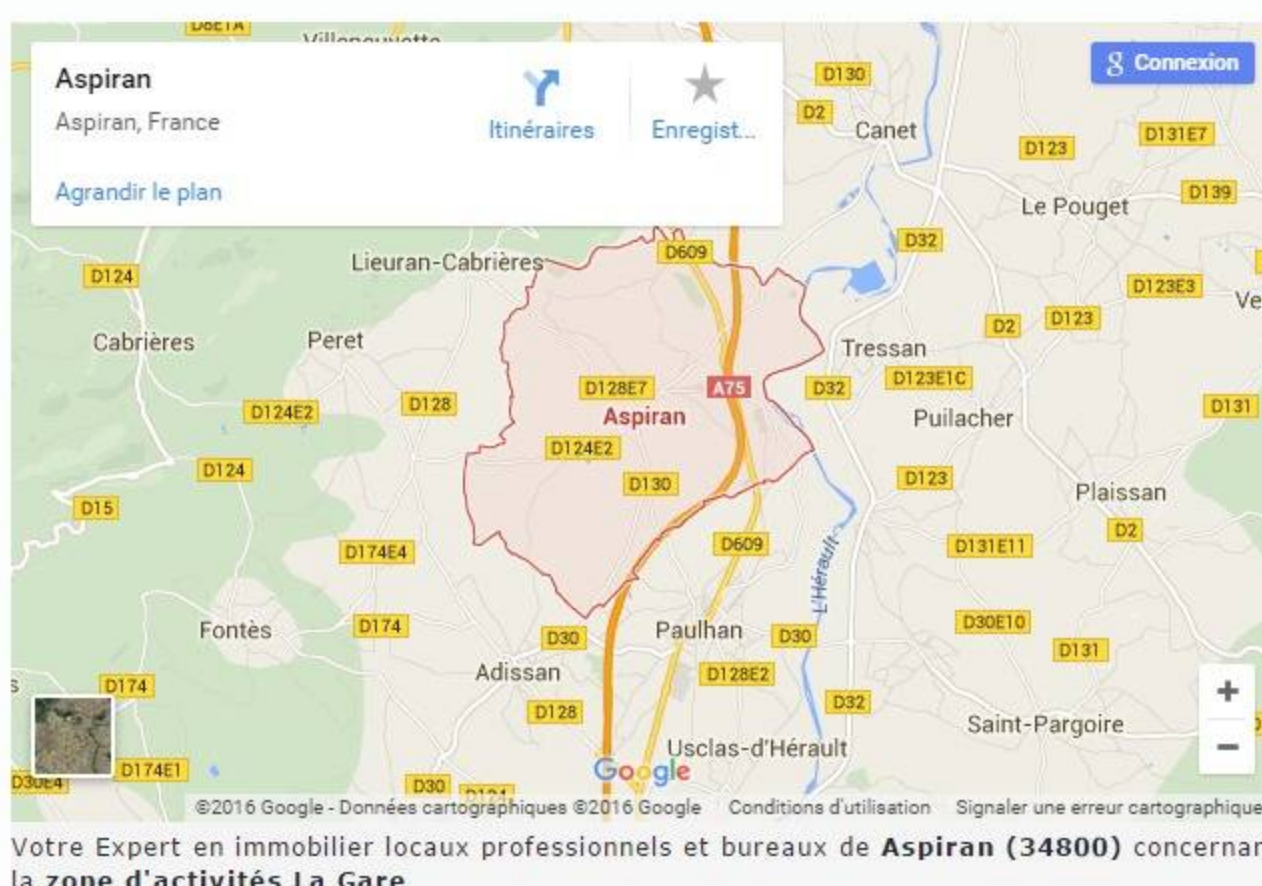 D8E1A
Villeneuvette
Aspiran
Aspiran, France
Itinéraires
Enregist...
Agrandir le plan
g Connexion
D130
D2
Canet
D123
D131E7
D139
Le Pouget
D32
D609
Lieuran-Cabrières
D124
D123E3
Ve
Cabrières
Peret
D2
D123
Tressan
D128E7
A75
D32
D123E1C
D124E2
D128
Aspiran
Puilacher
D131
D124E2
D124
D130
D123
Plaissan
D15
D2
D174E4
D609
D131E11
L'Hérault
Fontès
D174
D30
Paulhan
D30
D30E10
D131
Adissan
D128E2
s
D174
D128
D32
Saint-Pargoire
Usclas-d'Hérault
D174E1
D30E4
Google
D30
D124
+
−
©2016 Google - Données cartographiques ©2016 Google Conditions d'utilisation Signaler une erreur cartographique
Votre Expert en immobilier locaux professionnels et bureaux de Aspiran (34800) concernan
la zone d'activités La Gare